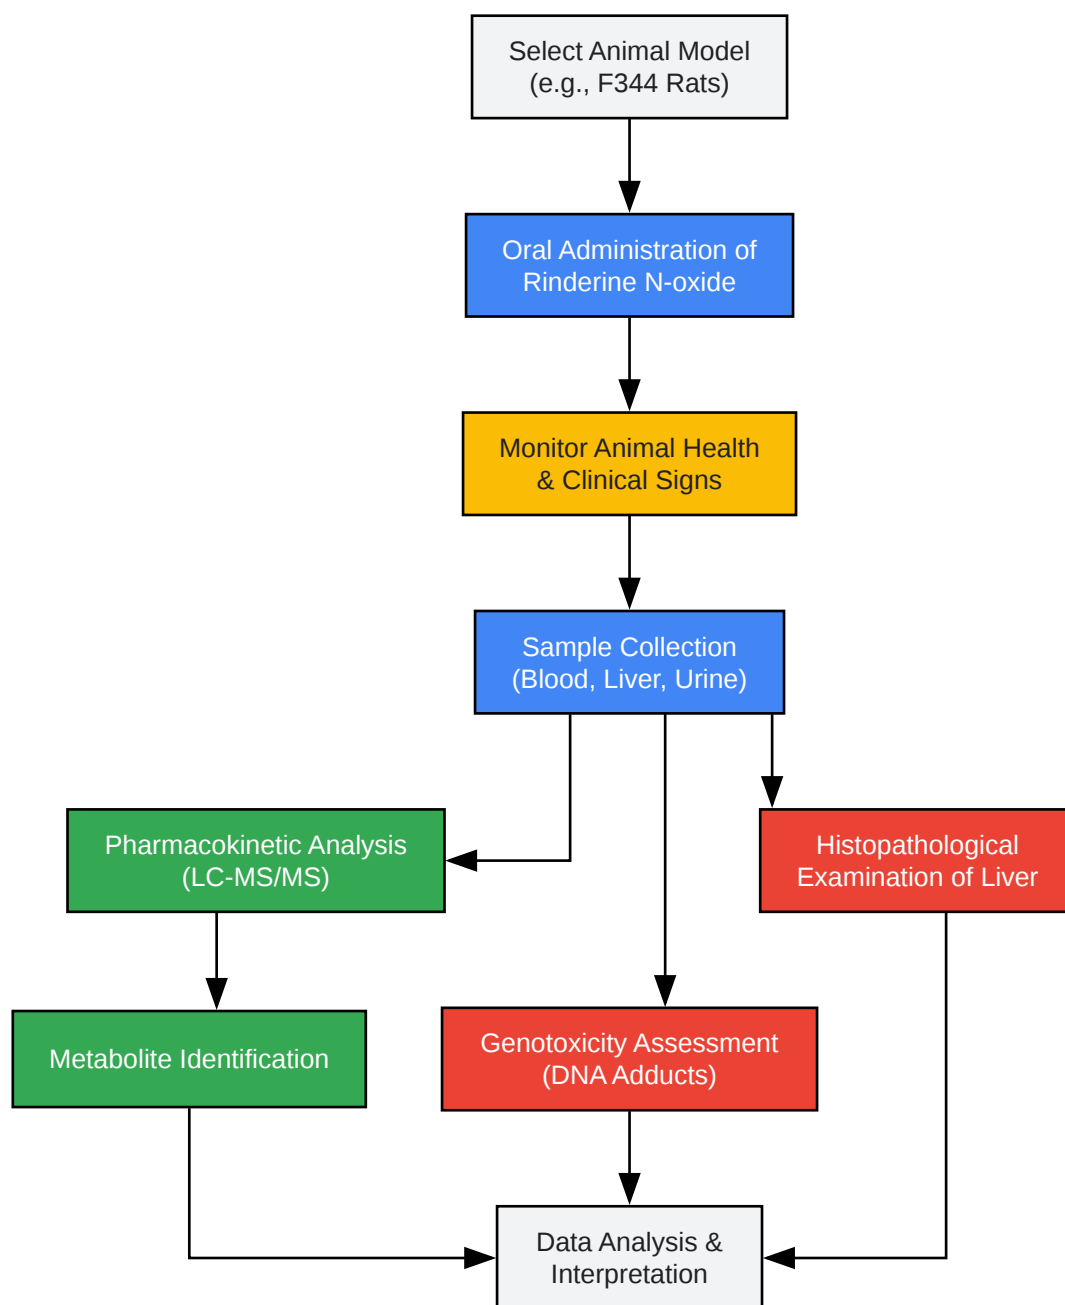 Select Animal Model
(e.g., F344 Rats)
Oral Administration of
Rinderine N-oxide
Monitor Animal Health
& Clinical Signs
Sample Collection
(Blood, Liver, Urine)
Pharmacokinetic Analysis
(LC-MS/MS)
Histopathological
Examination of Liver
Metabolite Identification
Genotoxicity Assessment
(DNA Adducts)
Data Analysis &
Interpretation